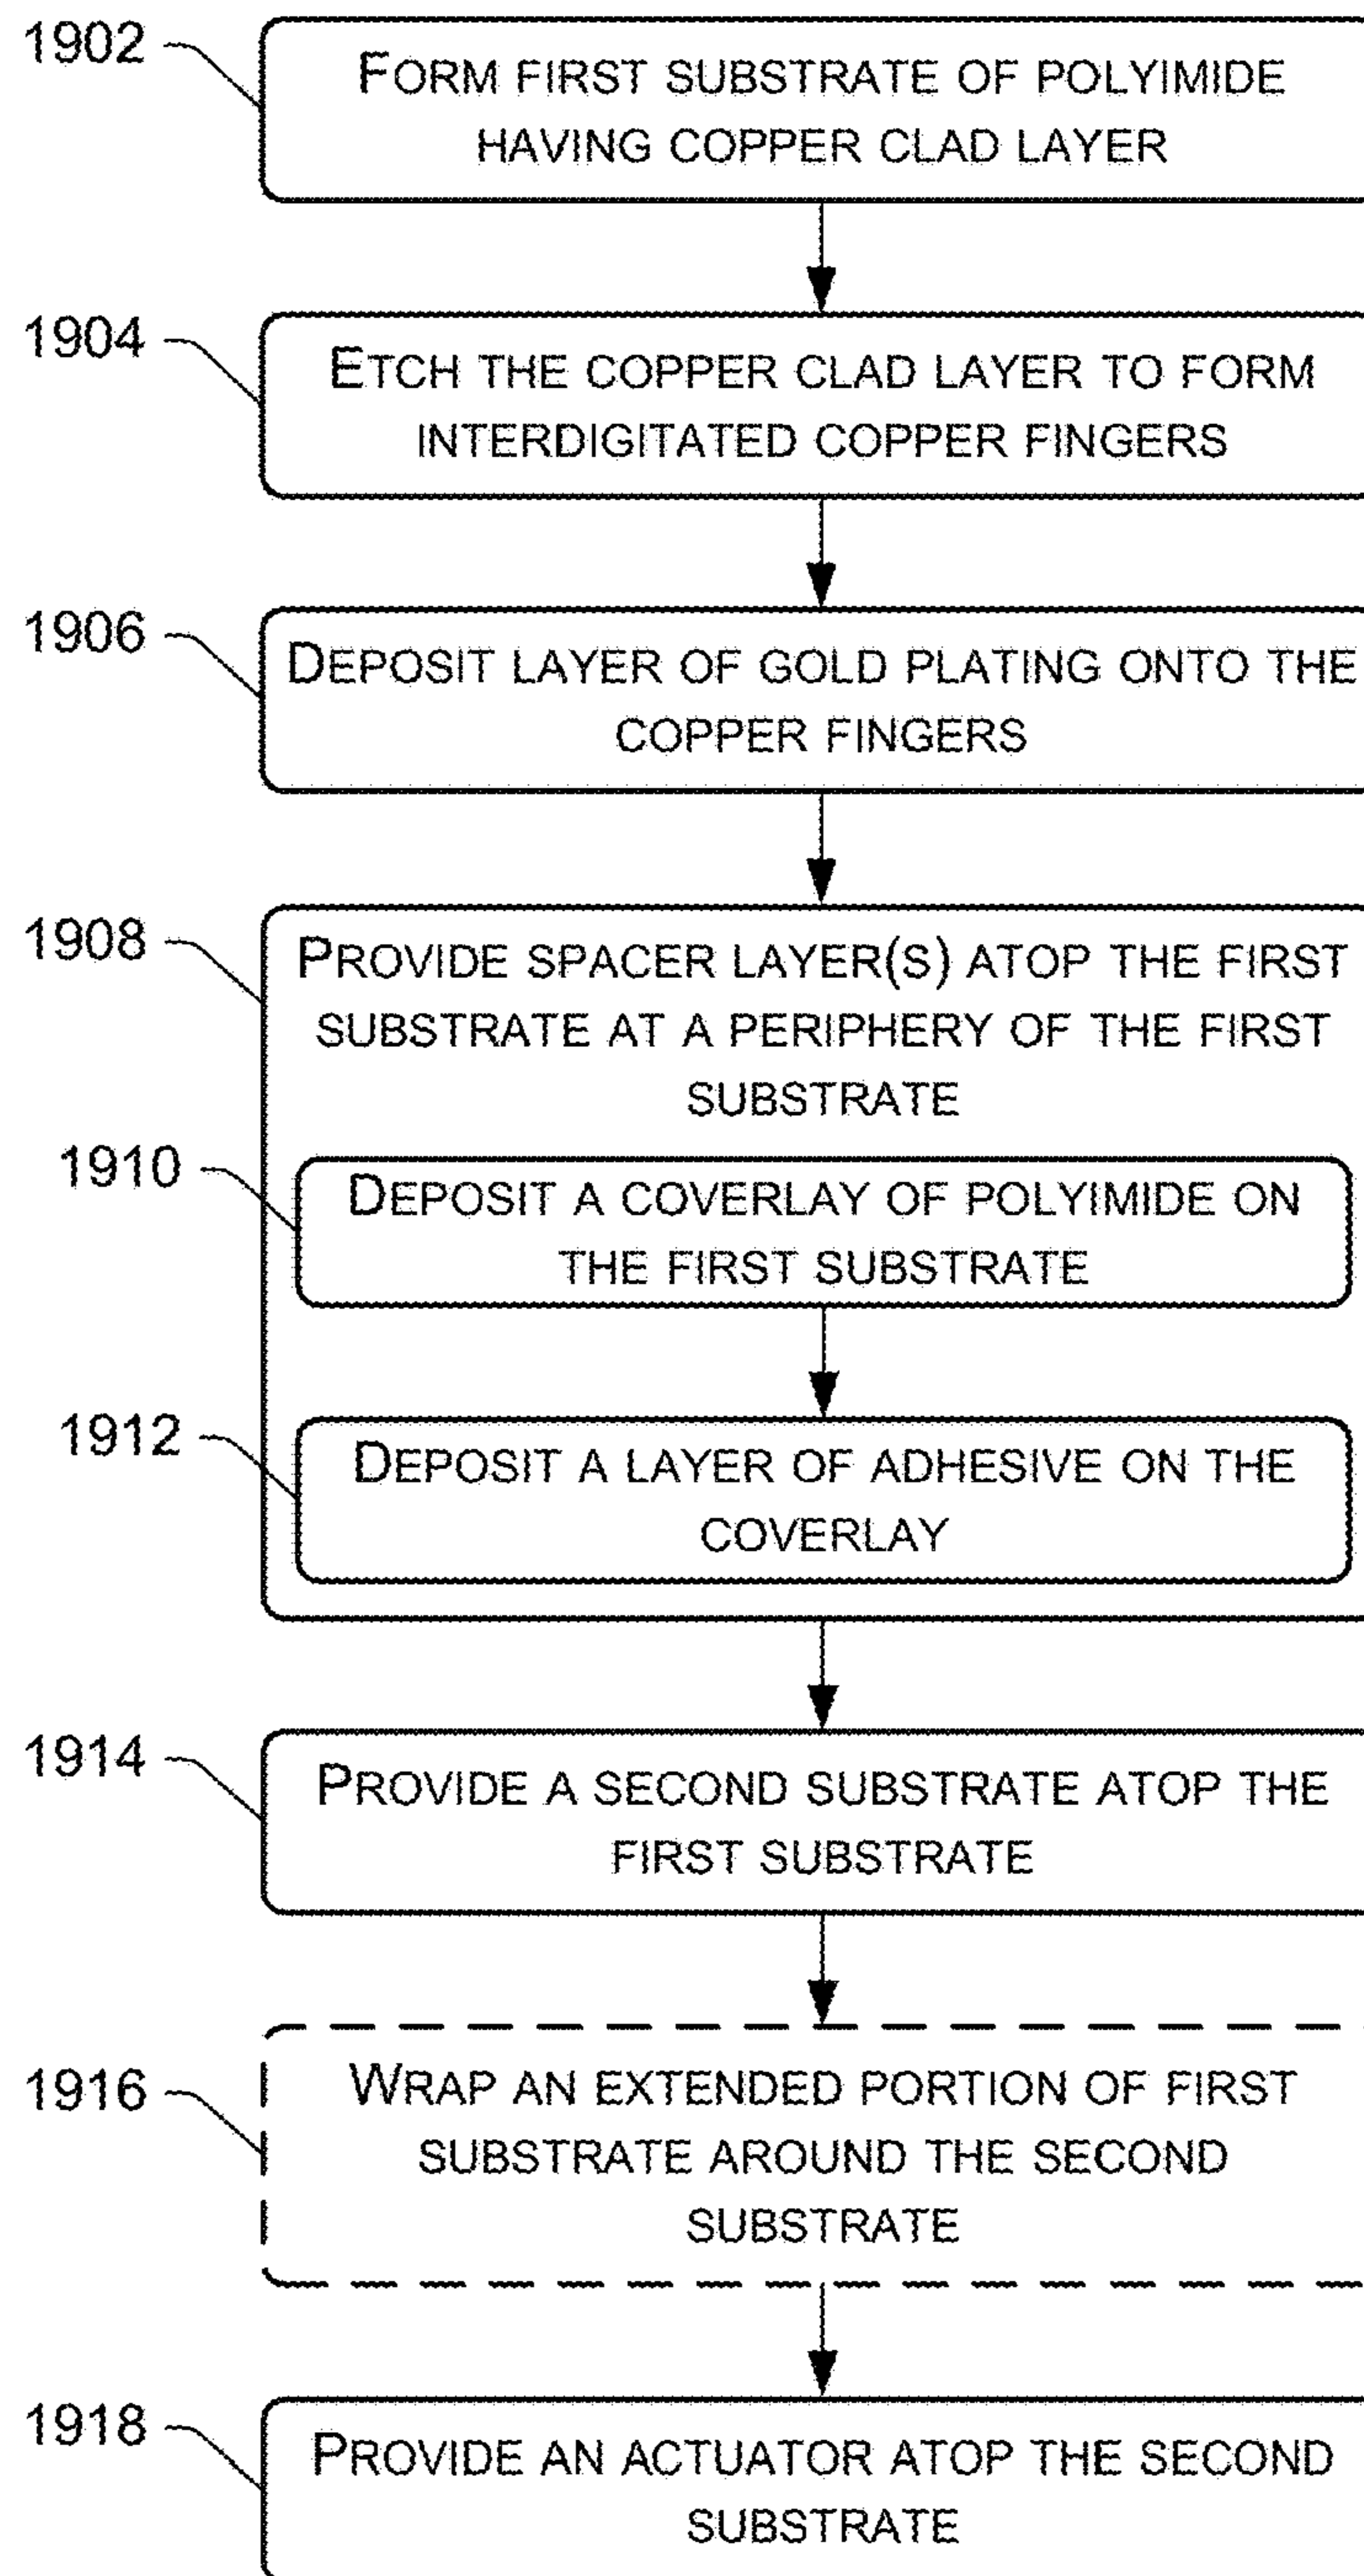 1902
FORM FIRST SUBSTRATE OF POLYIMIDE
HAVING COPPER CLAD LAYER
1904
ETCH THE COPPER CLAD LAYER TO FORM
INTERDIGITATED COPPER FINGERS
1906
DEPOSIT LAYER OF GOLD PLATING ONTO THE
COPPER FINGERS
1908
PROVIDE SPACER LAYER(S) ATOP THE FIRST
SUBSTRATE AT A PERIPHERY OF THE FIRST
SUBSTRATE
1910
DEPOSIT A COVERLAY OF POLYIMIDE ON
THE FIRST SUBSTRATE
1912
DEPOSIT A LAYER OF ADHESIVE ON THE
COVERLAY
1914
PROVIDE A SECOND SUBSTRATE ATOP THE
FIRST SUBSTRATE
1916
WRAP AN EXTENDED PORTION OF FIRST
SUBSTRATE AROUND THE SECOND
SUBSTRATE
1918
PROVIDE AN ACTUATOR ATOP THE SECOND
SUBSTRATE